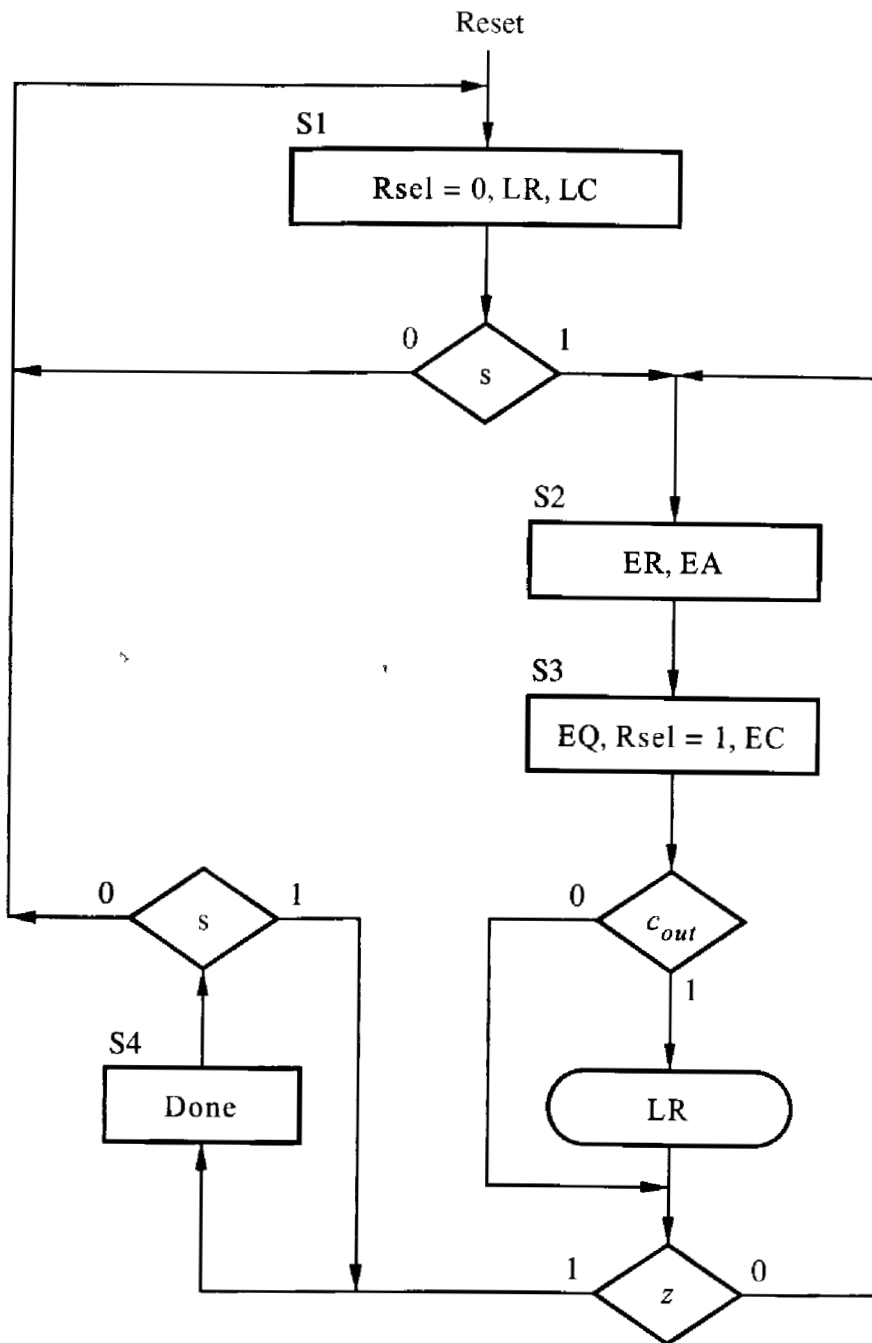 Reset
S1
Rsel = 0, LR, LC
0
1
s
S2
ER, EA
S3
EQ, Rsel = 1, EC
0
1
s
0
c_out
1
S4
Done
LR
1
0
z